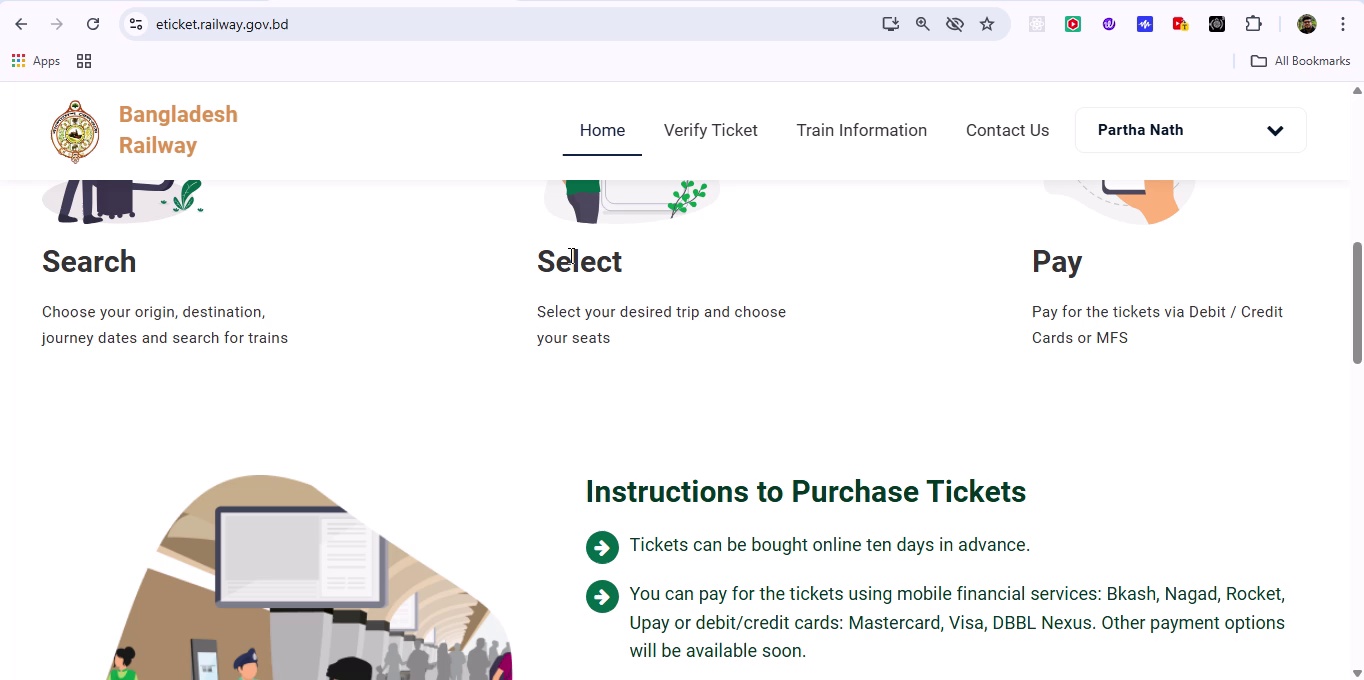 eticket.railway.gov.bd
Apps
All Bookmarks
Bangladesh
Railway
Home
Verify Ticket
Train Information
Contact Us
Partha Nath
Search
Choose your origin, destination,
journey dates and search for trains
Select
Select your desired trip and choose
your seats
Pay
Pay for the tickets via Debit / Credit
Cards or MFS
Instructions to Purchase Tickets
Tickets can be bought online ten days in advance.
You can pay for the tickets using mobile financial services: Bkash, Nagad, Rocket,
Upay or debit/credit cards: Mastercard, Visa, DBBL Nexus. Other payment options
will be available soon.